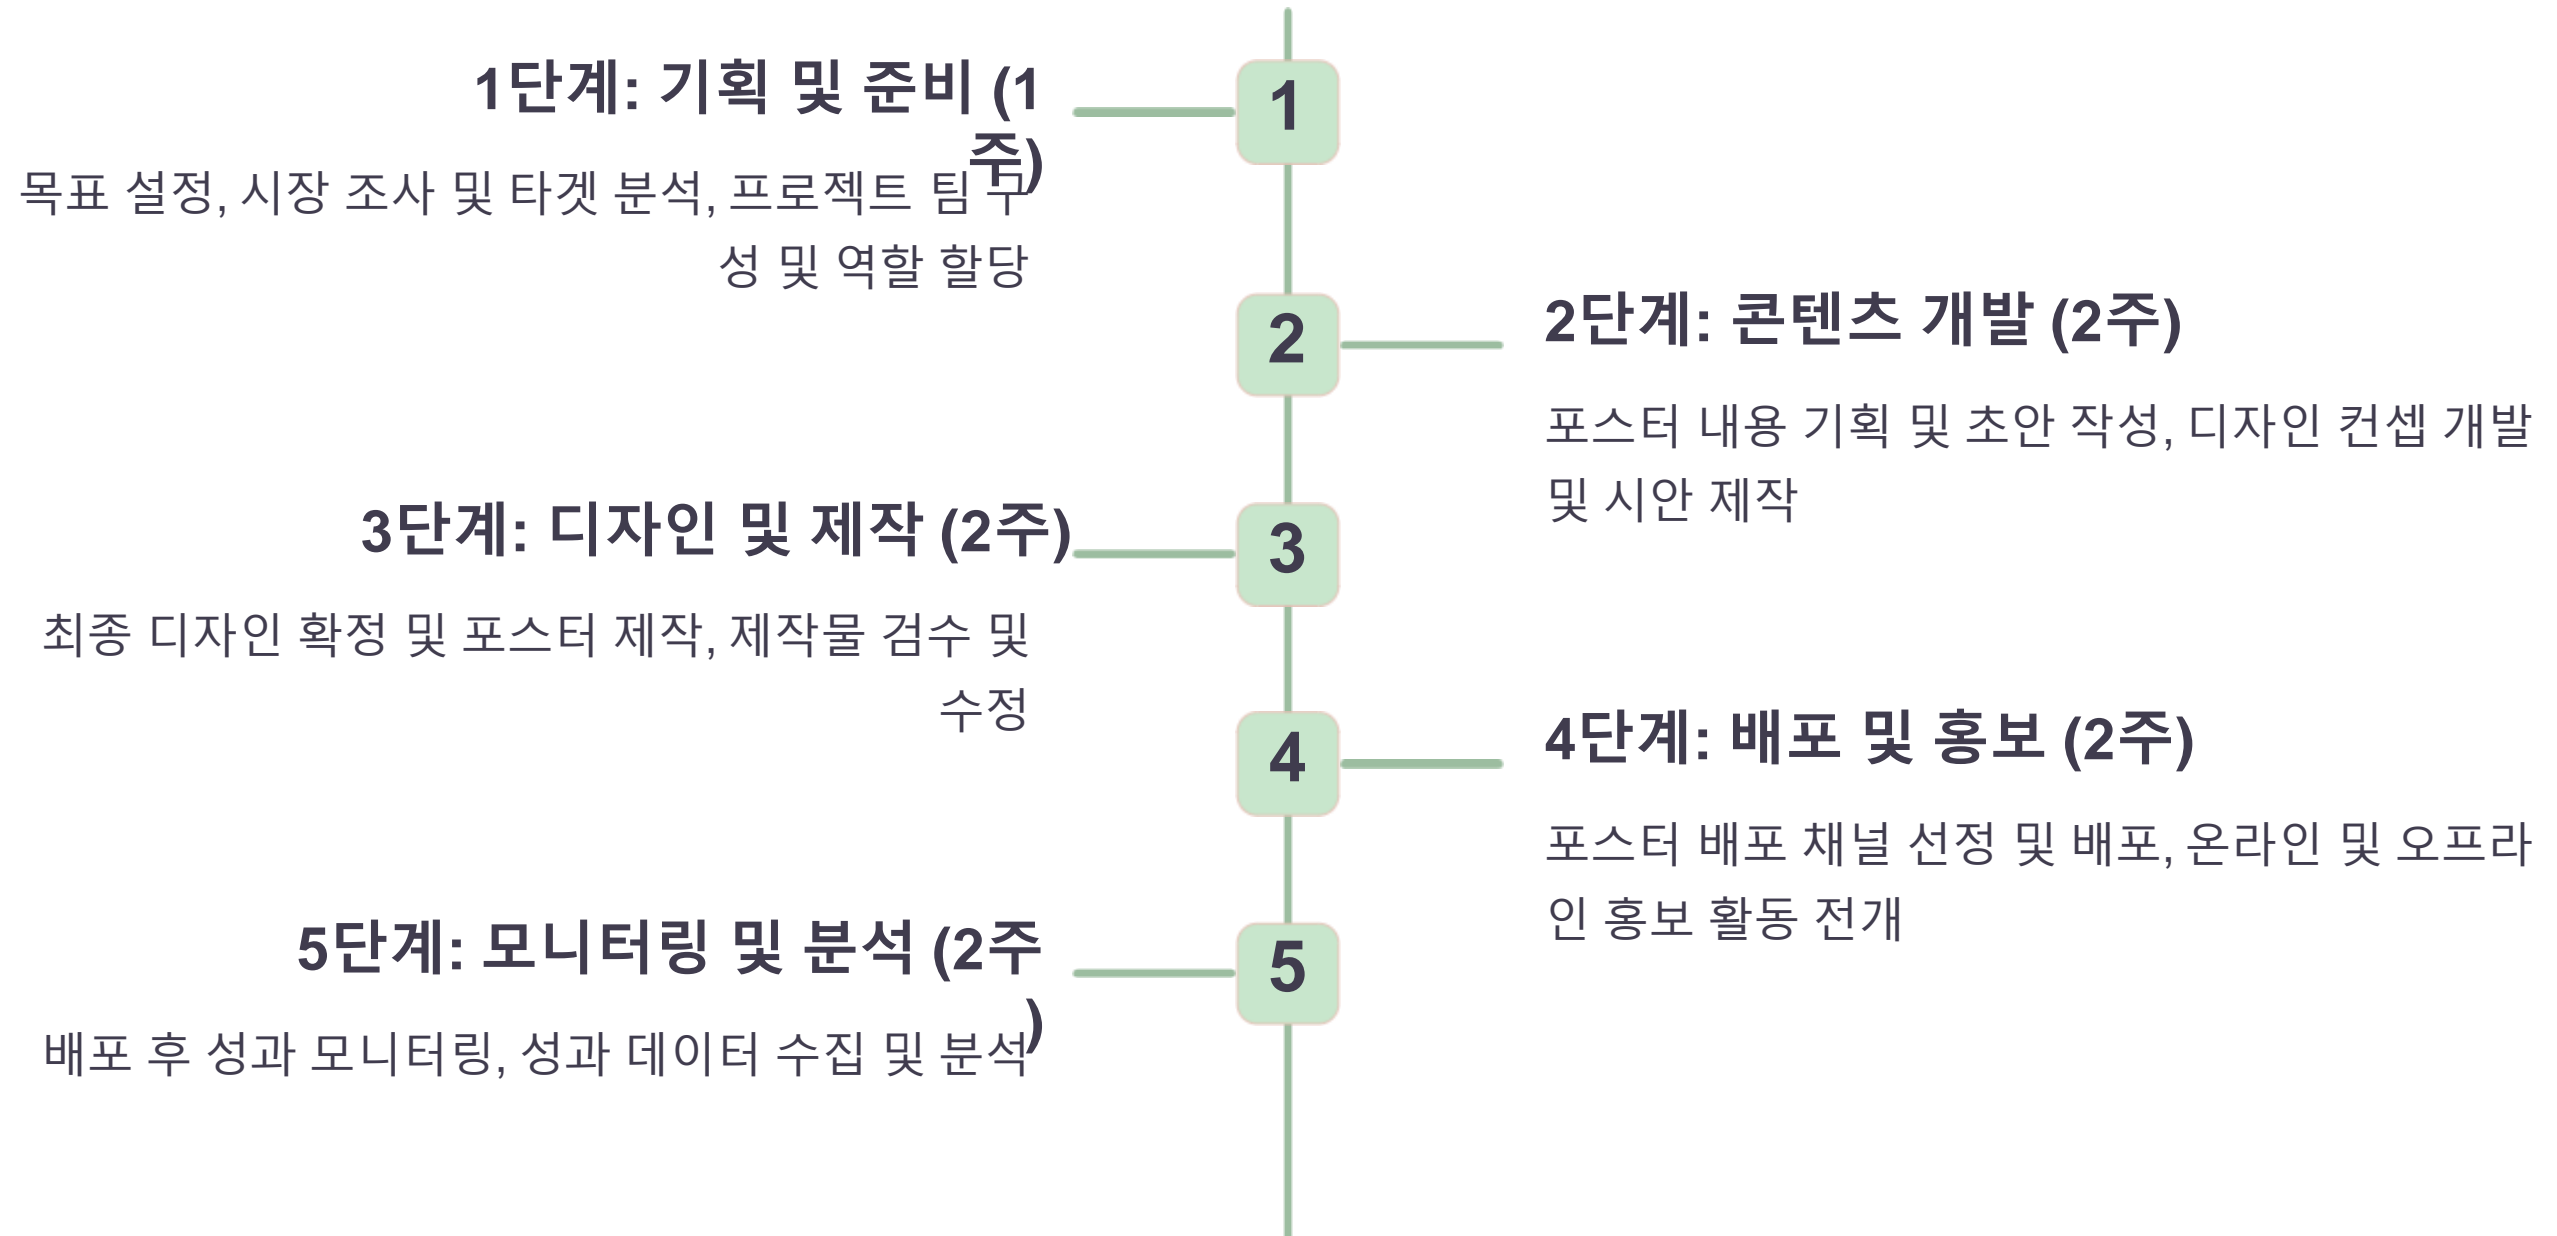 1단계: 기획 및 준비 (1
주)
목표 설정, 시장 조사 및 타겟 분석, 프로젝트 팀 구
성 및 역할 할당
1
2
2단계: 콘텐츠 개발 (2주)
포스터 내용 기획 및 초안 작성, 디자인 컨셉 개발
및 시안 제작
3단계: 디자인 및 제작 (2주)
최종 디자인 확정 및 포스터 제작, 제작물 검수 및
수정
3
4
4단계: 배포 및 홍보 (2주)
포스터 배포 채널 선정 및 배포, 온라인 및 오프라
인 홍보 활동 전개
5단계: 모니터링 및 분석 (2주
)
배포 후 성과 모니터링, 성과 데이터 수집 및 분석
5